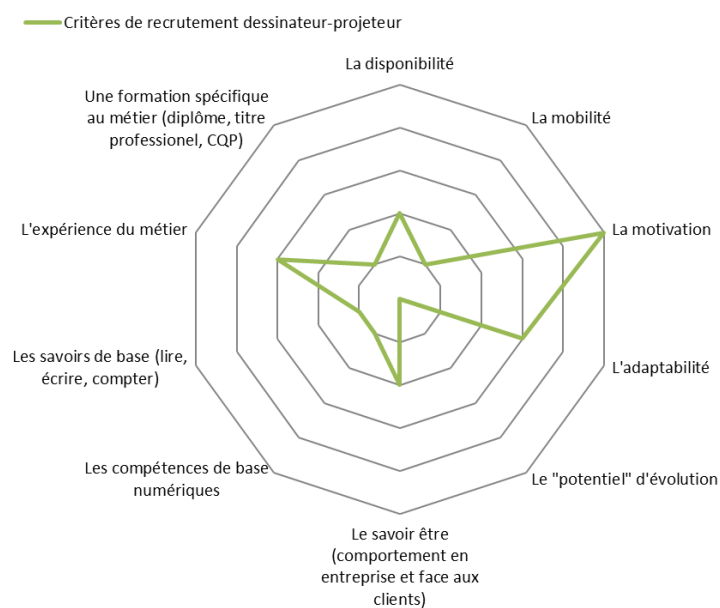 Critères de recrutement dessinateur-projeteur
La disponibilité
Une formation spécifique
au métier (diplôme, titre
professionel, CQP)
La mobilité
L'expérience du métier
La motivation
Les savoirs de base (lire,
écrire, compter)
L'adaptabilité
Les compétences de base
numériques
Le "potentiel" d'évolution
Le savoir être
(comportement en
entreprise et face aux
clients)